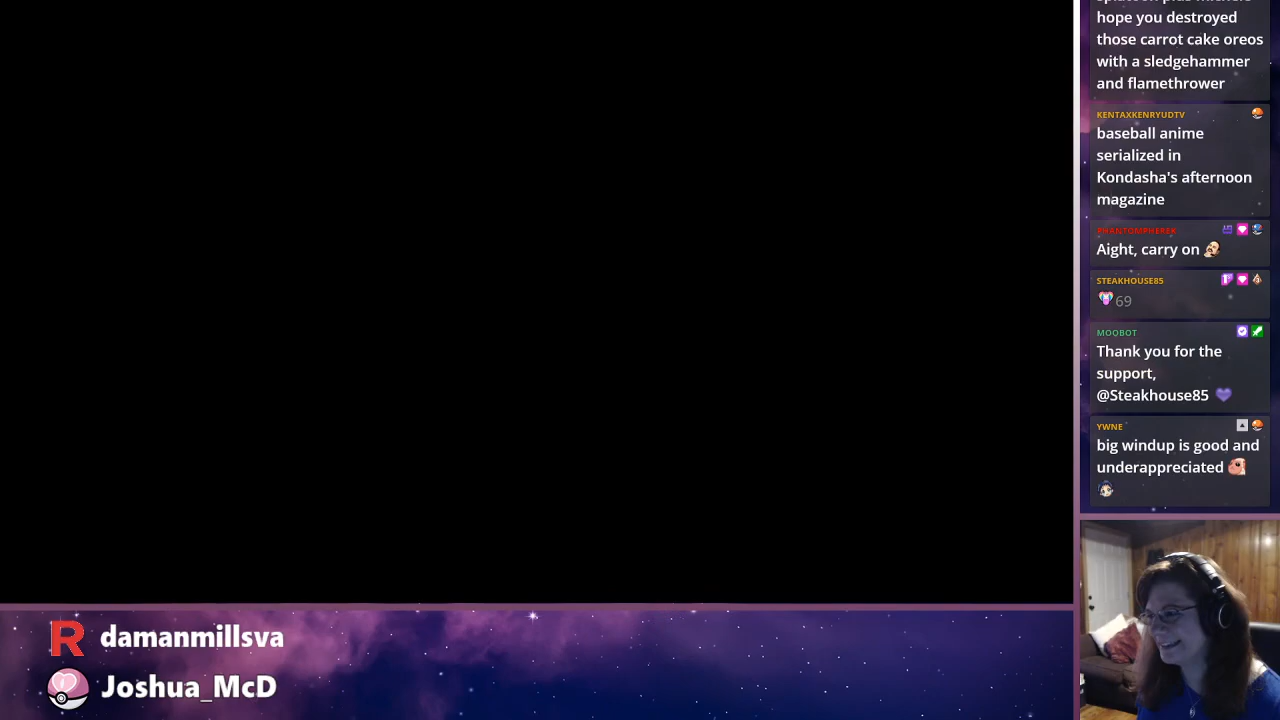 hope you destroyed
those carrot cake oreos
with a sledgehammer
and flamethrower
KENTAXKENRYUDTV
baseball anime
serialized in
Kondasha's afternoon
magazine
PHANTOMPHEREK
Aight, carry on
STEAKHOUSE85
69
MOOBOT
Thank you for the
support,
@Steakhouse85
YWNE
big windup is good and
underappreciated
R damanmillsva
Joshua_McD